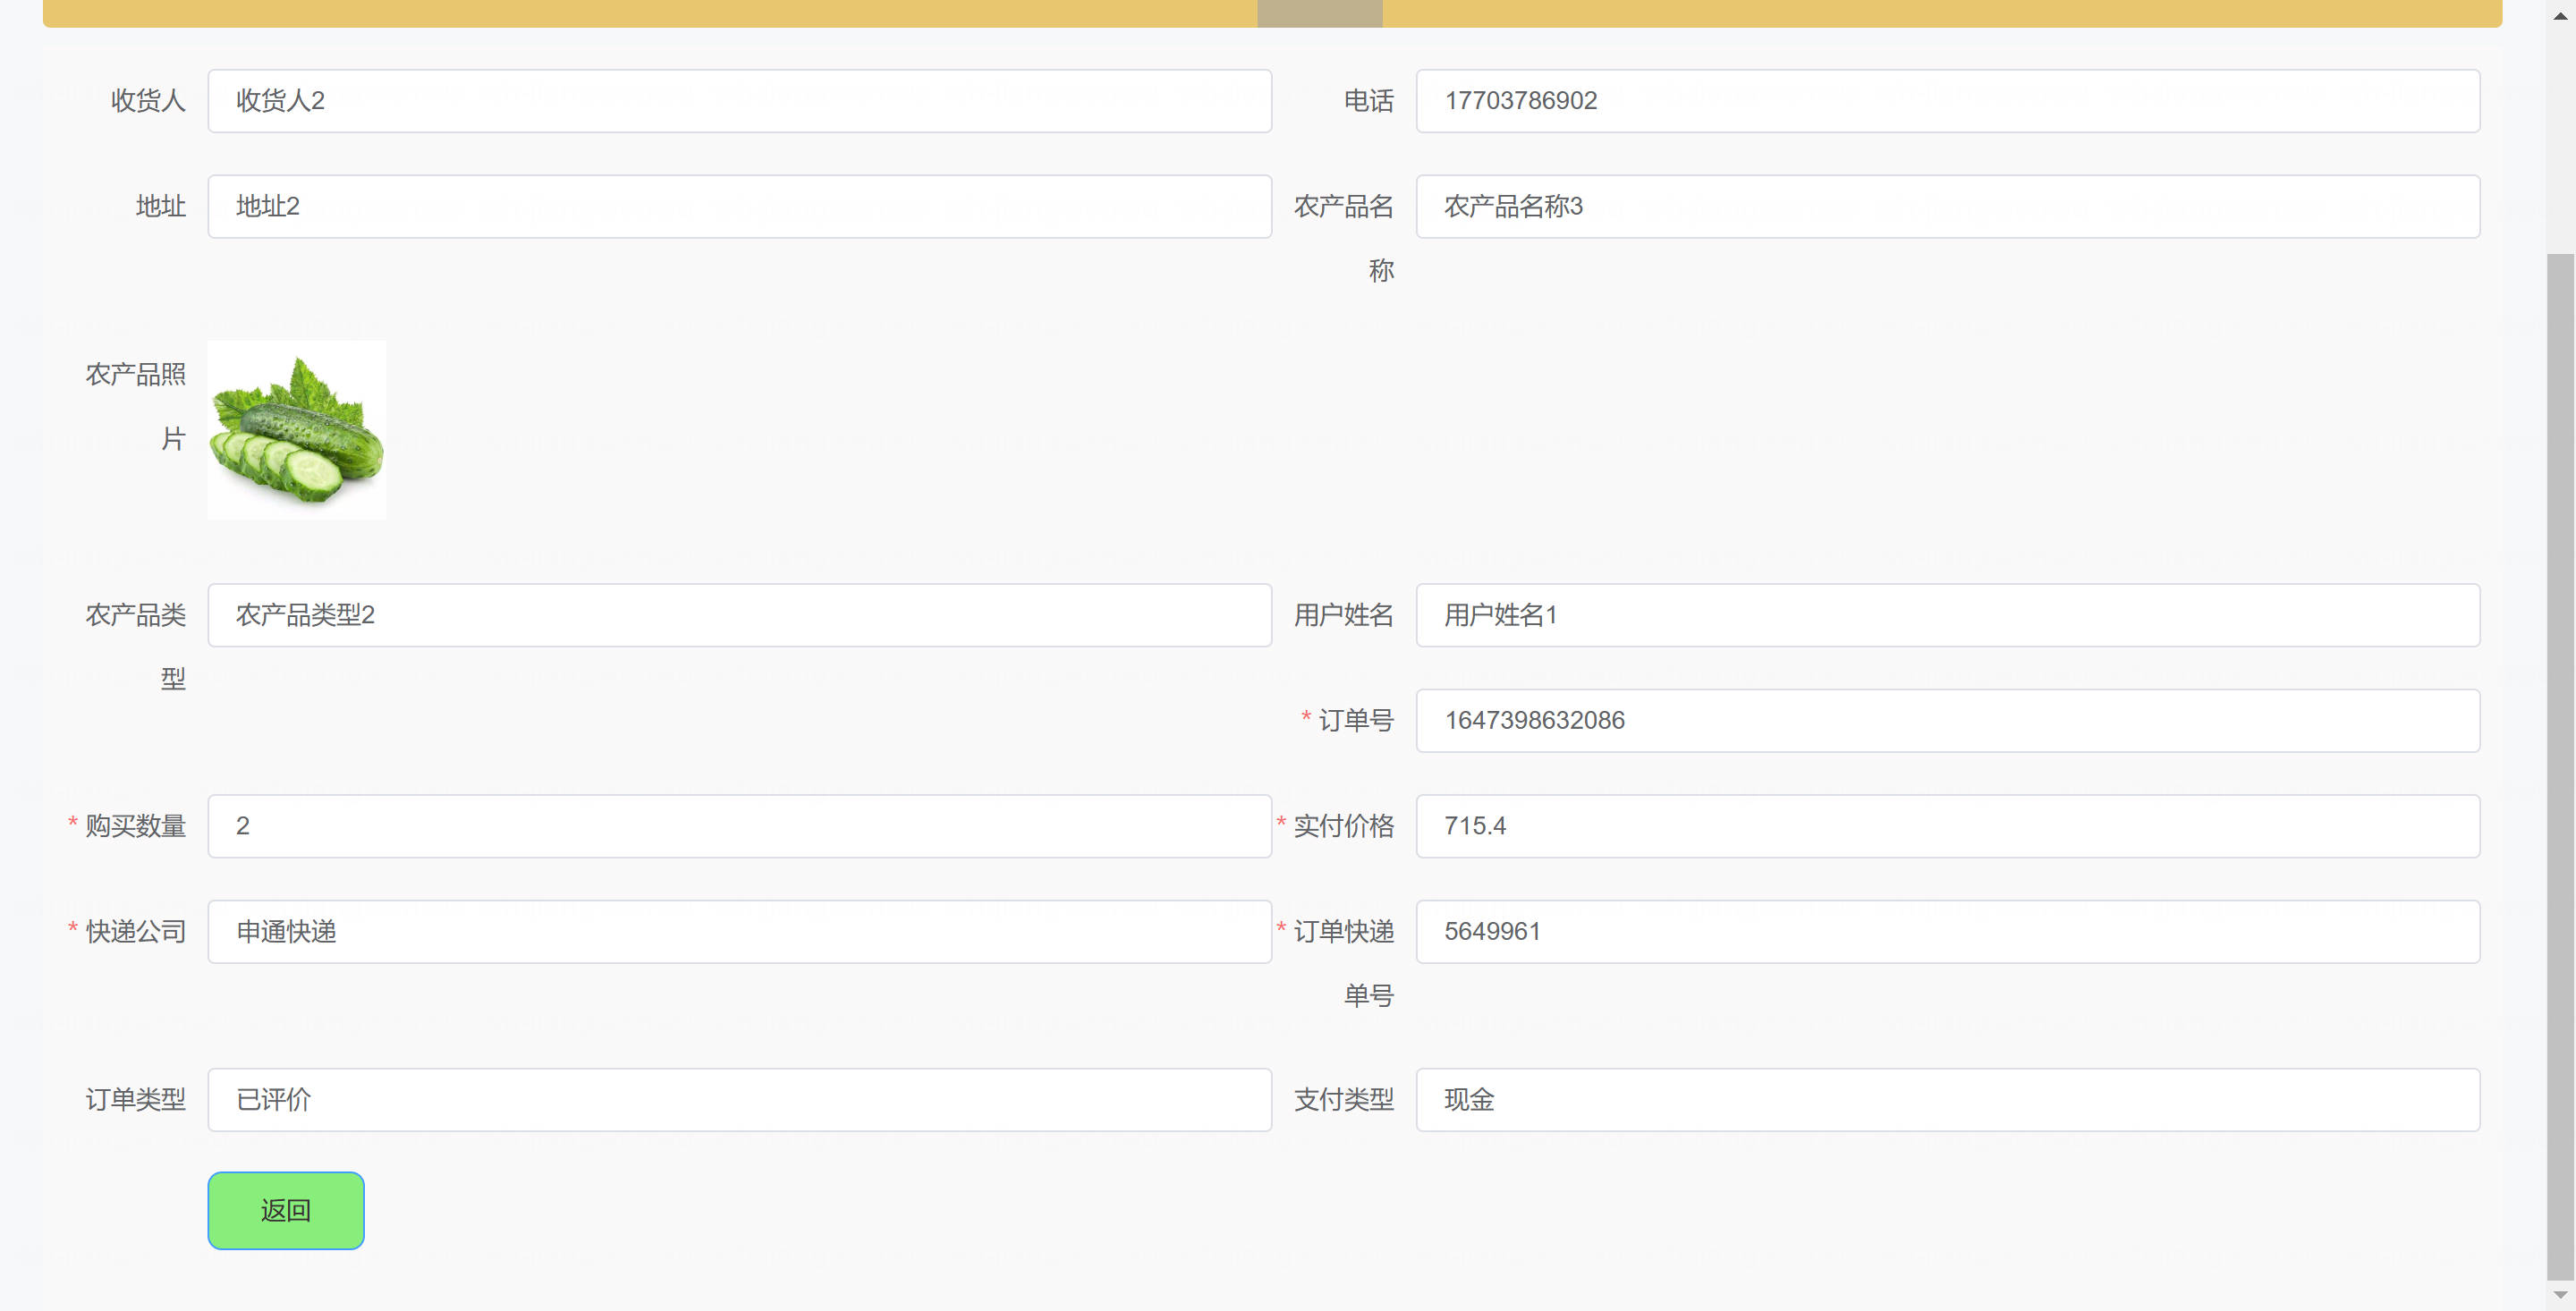 收货人 收货人2 电话 17703786902
地址 地址2 农产品名 农产品名称3
称
农产品照
片
农产品类 农产品类型2 用户姓名 用户姓名1
型
* 订单号 1647398632086
* 购买数量 2 * 实付价格 715.4
* 快递公司 申通快递 * 订单快递 5649961
单号
订单类型 已评价 支付类型 现金
返回